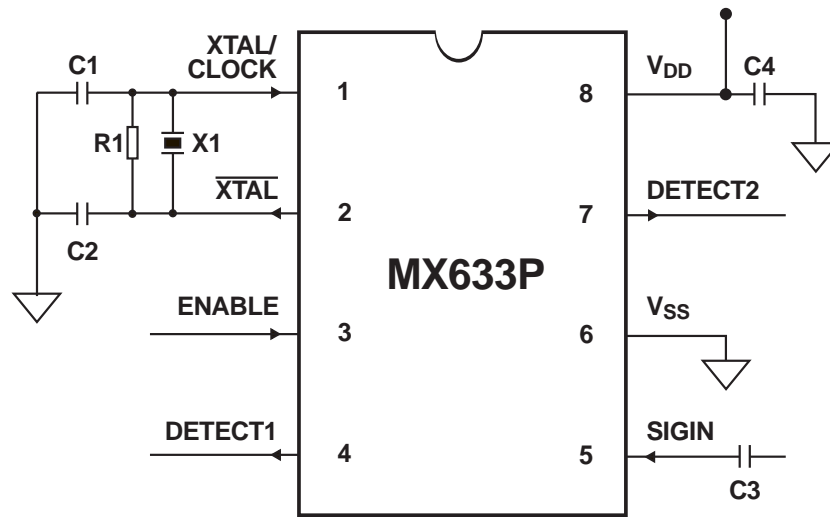 XTAL/
CLOCK
C1
R1
X1
XTAL
C2
ENABLE
DETECT1
1
2
3
4
MX633P
8
7
6
5
VDD
C4
DETECT2
VSS
SIGIN
C3